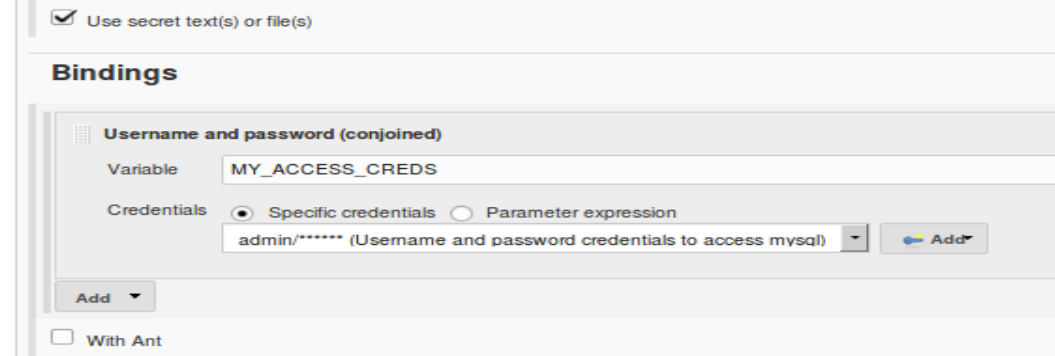 Use secret text(s) or file(s)
Bindings
Username and password (conjoined)
Variable MY_ACCESS_CREDS
Credentials Specific credentials Parameter expression
admin/****** (Username and password credentials to access mysql) Add
Add
With Ant